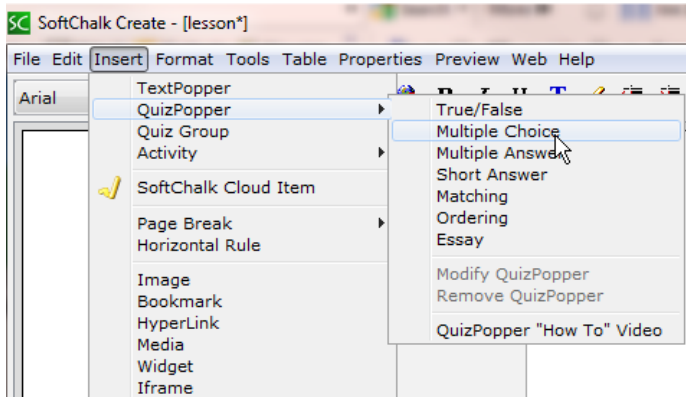 SC SoftChalk Create - [lesson*]
File Edit Insert Format Tools Table Properties Preview Web Help
Arial
TextPopper
QuizPopper
Quiz Group
Activity
SoftChalk Cloud Item
Page Break
Horizontal Rule
Image
Bookmark
HyperLink
Media
Widget
Iframe
True/False
Multiple Choice
Multiple Answer
Short Answer
Matching
Ordering
Essay
Modify QuizPopper
Remove QuizPopper
QuizPopper "How To" Video